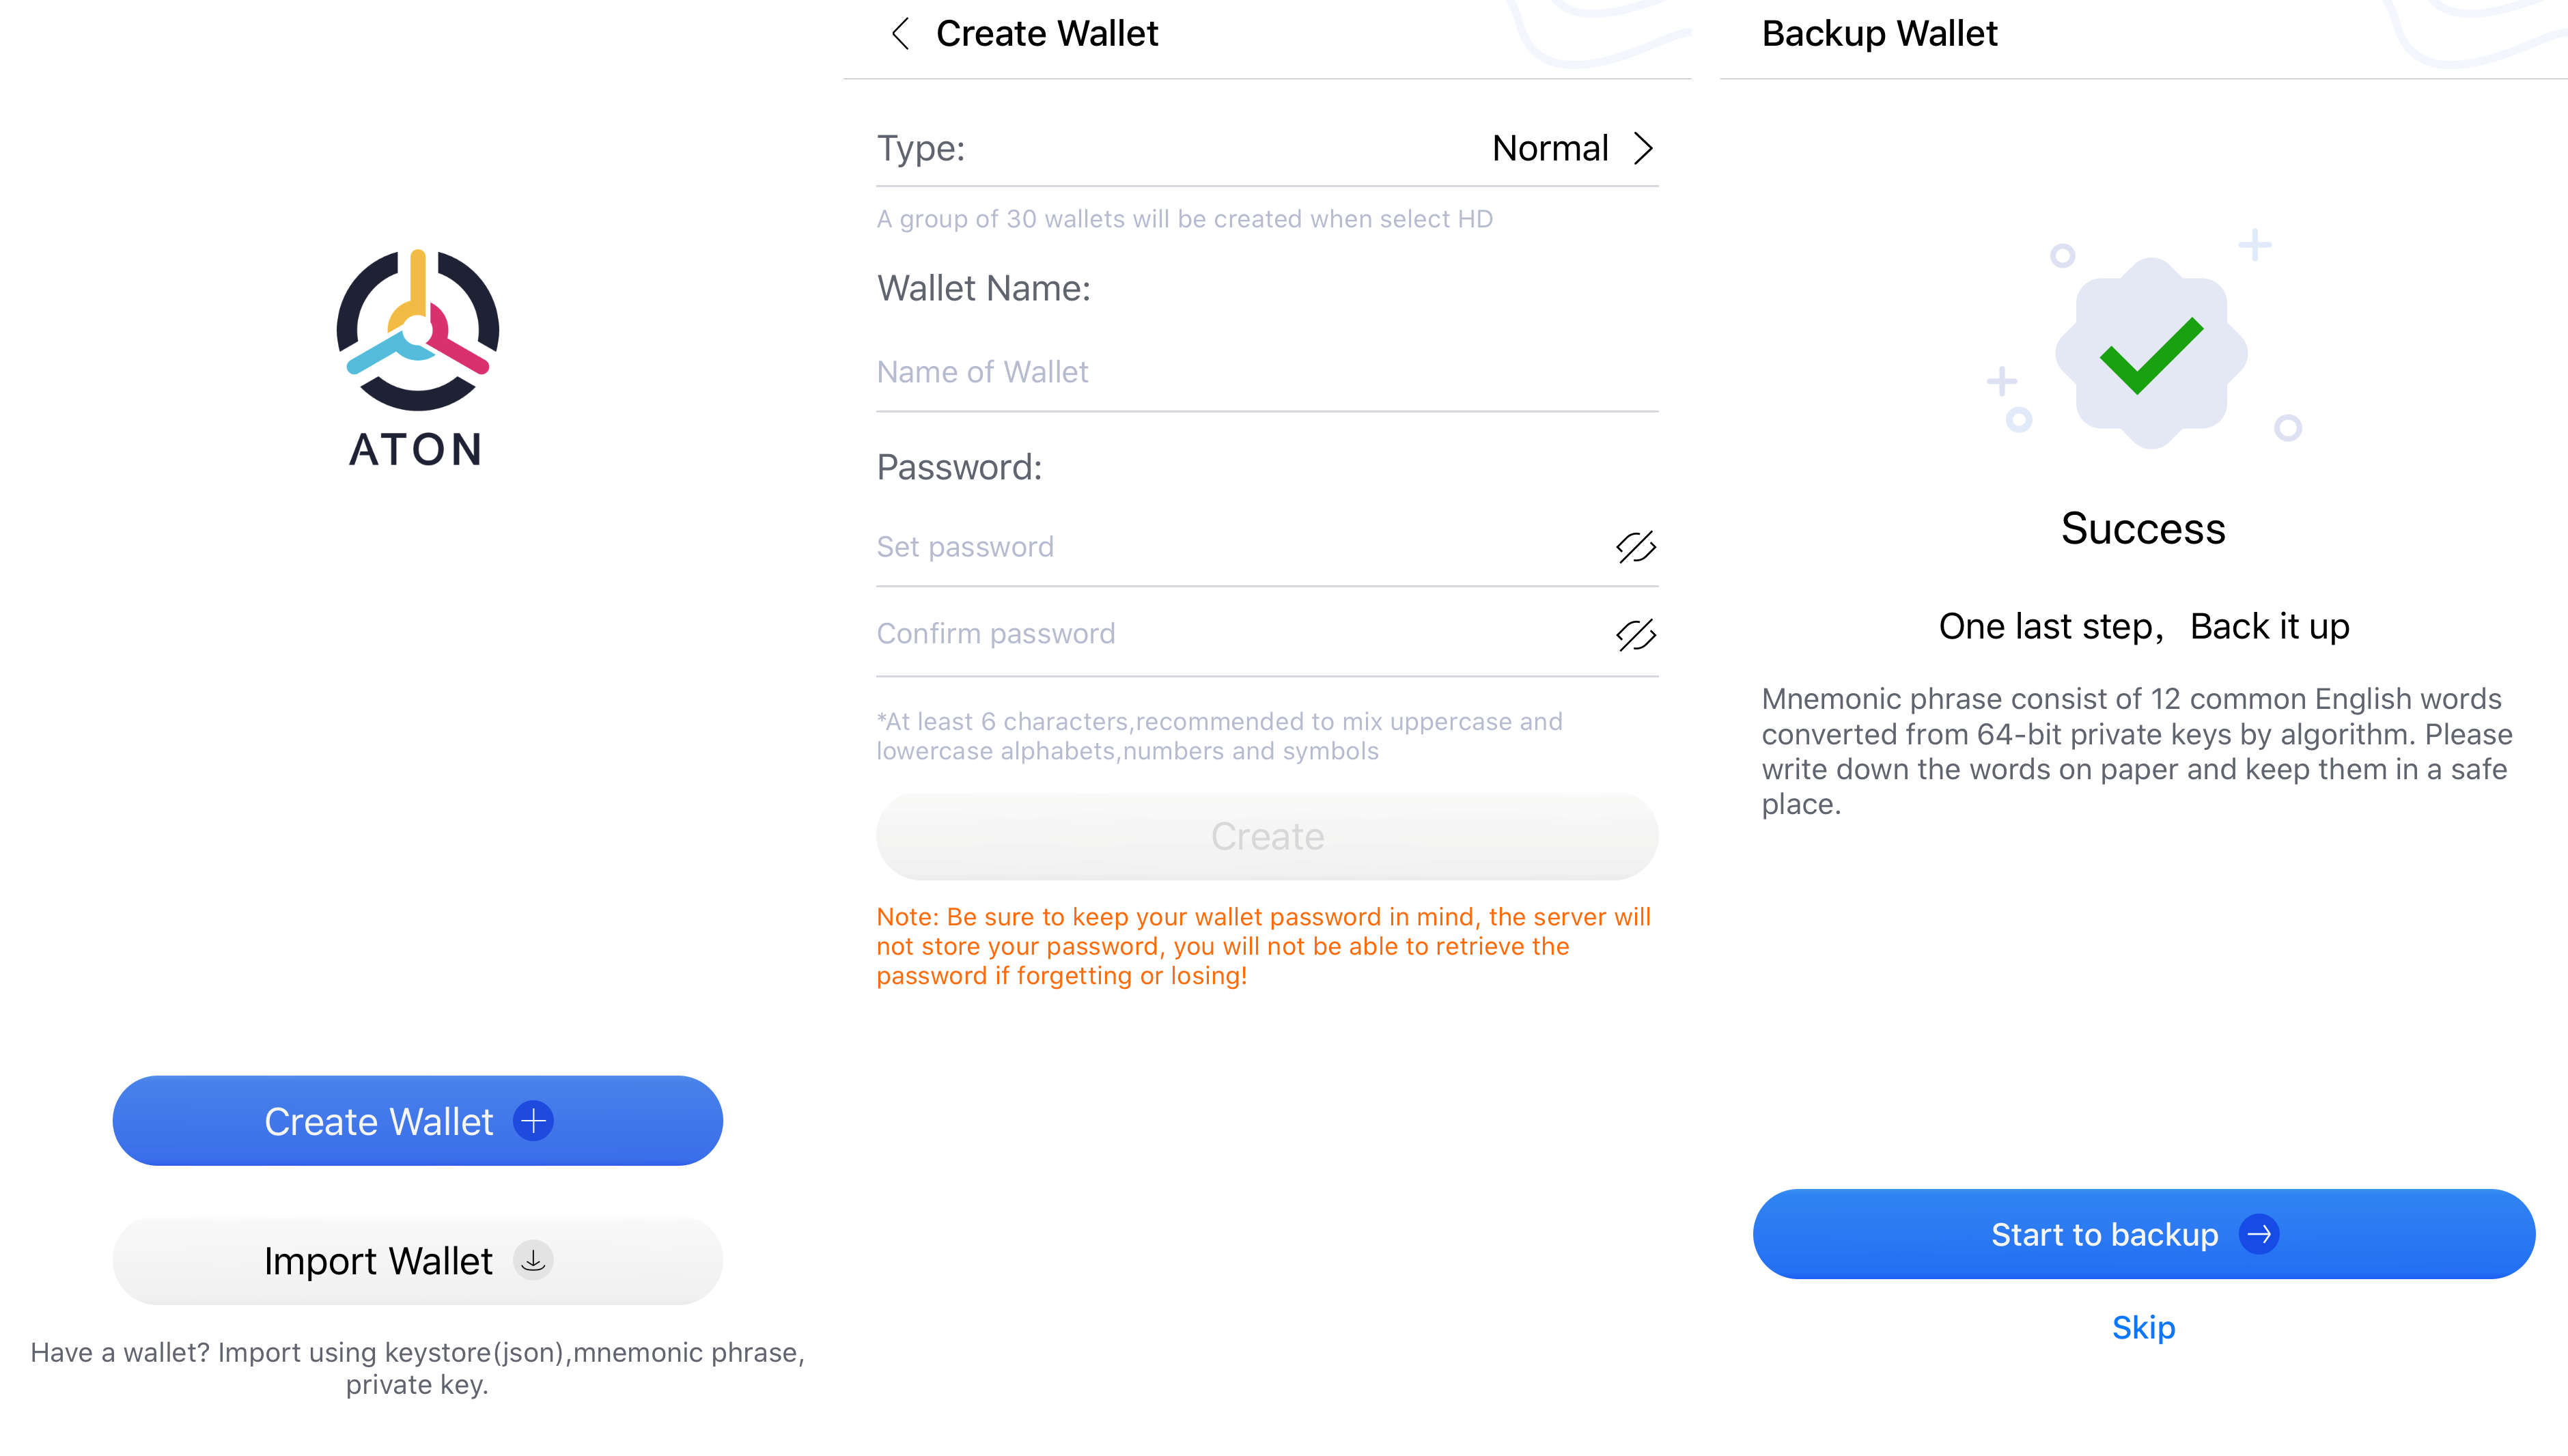 ATON
Create Wallet
Import Wallet
Have a wallet? Import using keystore(json),mnemonic phrase,
private key.
Create Wallet
Type:
Normal
A group of 30 wallets will be created when select HD
Wallet Name:
Name of Wallet
Password:
Set password
Confirm password
*At least 6 characters,recommended to mix uppercase and
lowercase alphabets,numbers and symbols
Create
Note: Be sure to keep your wallet password in mind, the server will
not store your password, you will not be able to retrieve the
password if forgetting or losing!
Backup Wallet
Success
One last step，Back it up
Mnemonic phrase consist of 12 common English words
converted from 64-bit private keys by algorithm. Please
write down the words on paper and keep them in a safe
place.
Start to backup
Skip